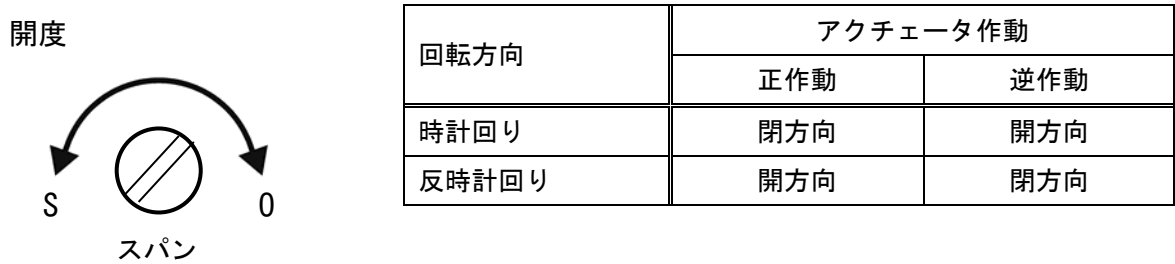 開度
S
O
スパン
回転方向
アクチェータ作動
正作動 逆作動
時計回り 閉方向 開方向
反時計回り 開方向 閉方向